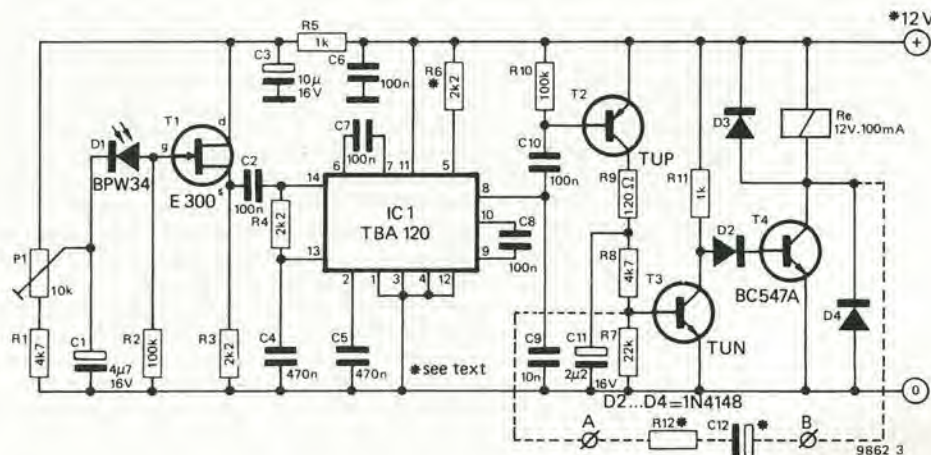 *12 V
+
R5
1k
C3
10µ
16V
C6
100n
R6
*
2k2
R10
100k
T2
TUP
D3
Re
12V.100mA
T1
d
g
s
D1
BPW34
E 300
C2
100n
C7
100n
6
7
11
5
14
13
8
10
9
2
1
3
4
12
IC 1
TBA 120
R4
2k2
C10
100n
C8
100n
R9
120 Ω
R11
1k
D2
T4
BC547A
R8
4k7
T3
TUN
D4
P1
10k
R1
4k7
C1
4µ7
16V
R2
100k
R3
2k2
C4
470n
C5
470n
*see text
C9
10n
C11
2µ2
16V
R7
22k
D2...D4=1N4148
0
A
R12*
C12
*
B
9862 3